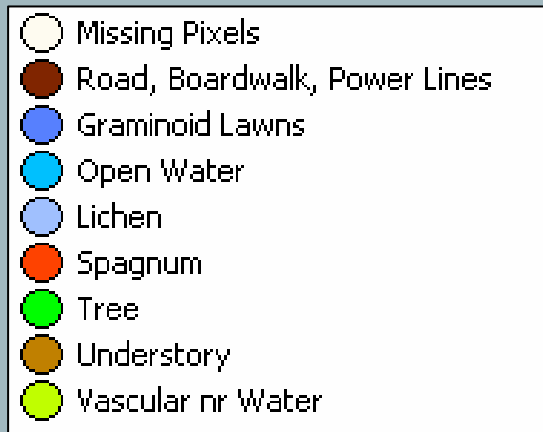 Missing Pixels
Road, Boardwalk, Power Lines
Graminoid Lawns
Open Water
Lichen
Spagnum
Tree
Understory
Vascular nr Water